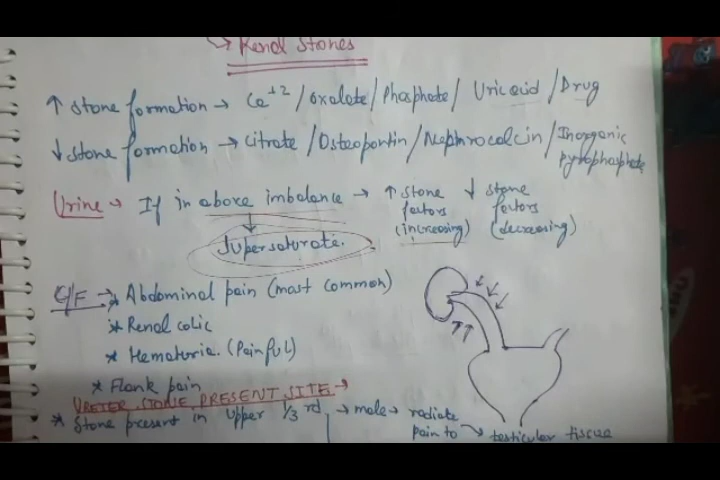 ↳ Renal Stones
↑ Stone formation → Ca+2 / Oxalate / Phosphate / Uric acid / Drug
↓ Stone formation → Citrate / Osteopontin / Nephrocalcin / Inorganic
pyrophosphate
Urine → If in above imbalance → ↑ Stone ↓ stone
factors factors
(increasing) (decreasing)
↓
Supersaturate.
C/F → * Abdominal pain (most common)
* Renal colic
* Hematuria. (Painful)
* Flank pain
URETER STONE PRESENT SITE →
* Stone present in upper 1/3 rd → male → radiate
pain to → testicular tissue